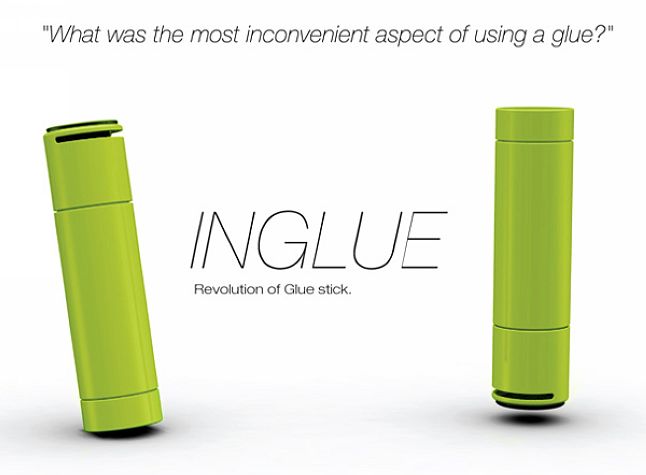 "What was the most inconvenient aspect of using a glue?"
INGLUE
Revolution of Glue stick.